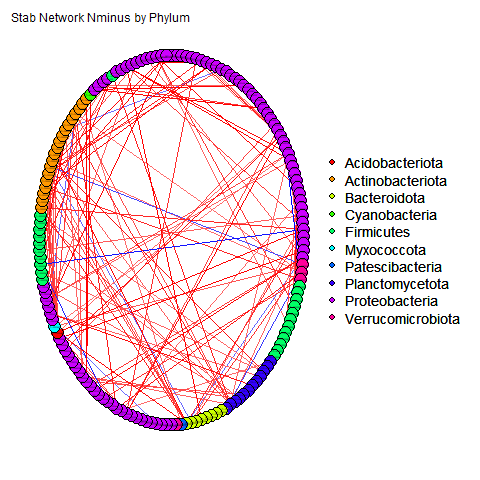 Stab Network Nminus by Phylum
Acidobacteriota
Actinobacteriota
Bacteroidota
Cyanobacteria
Firmicutes
Myxococcota
Patescibacteria
Planctomycetota
Proteobacteria
Verrucomicrobiota